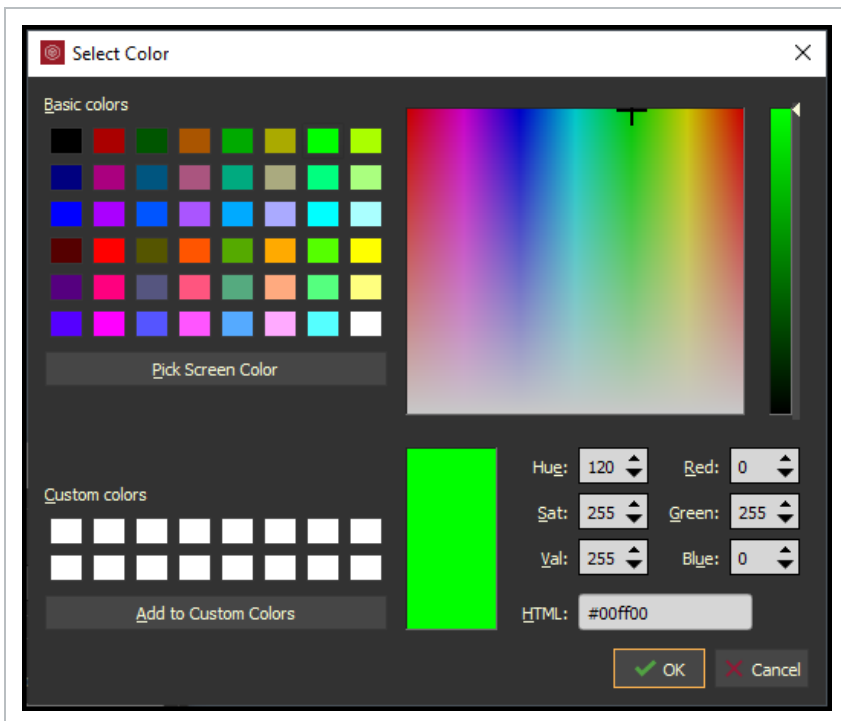 Select Color
Basic colors
Pick Screen Color
Custom colors
Add to Custom Colors
Hue: 120 Red: 0
Sat: 255 Green: 255
Val: 255 Blue: 0
HTML: #00ff00
OK Cancel